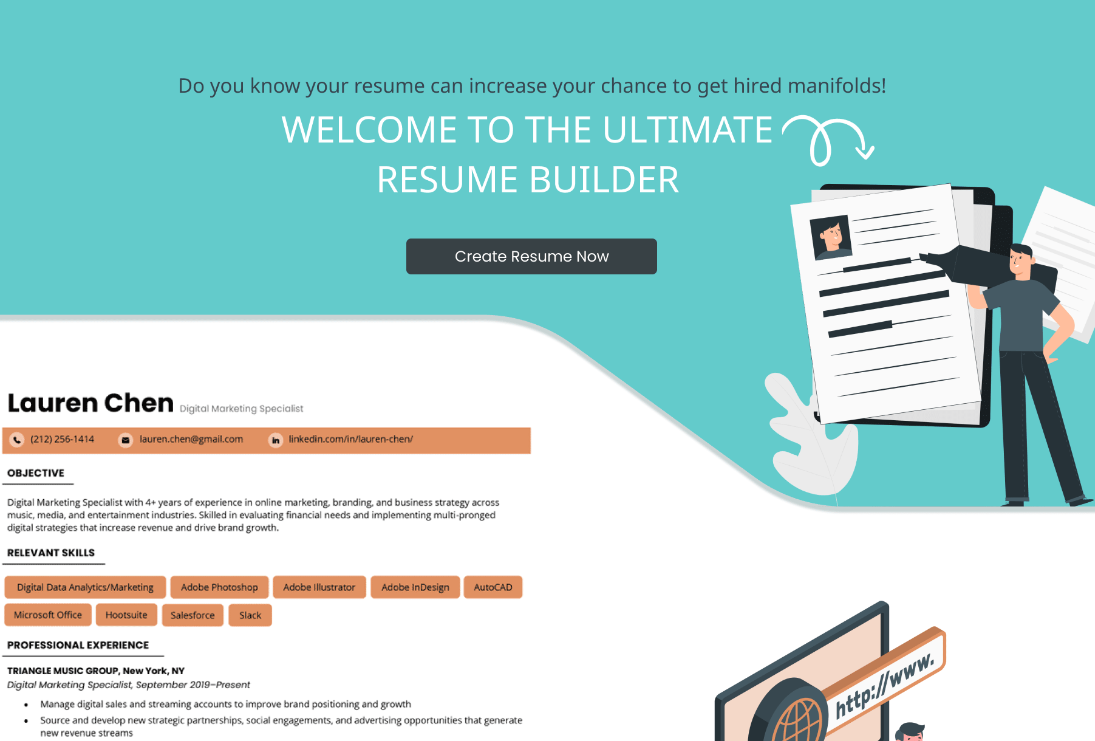 Do you know your resume can increase your chance to get hired manifolds!
WELCOME TO THE ULTIMATE
RESUME BUILDER
Create Resume Now
Lauren Chen Digital Marketing Specialist
(212) 256-1414 lauren.chen@gmail.com linkedin.com/in/lauren-chen/
OBJECTIVE
Digital Marketing Specialist with 4+ years of experience in online marketing, branding, and business strategy across
music, media, and entertainment industries. Skilled in evaluating financial needs and implementing multi-pronged
digital strategies that increase revenue and drive brand growth.
RELEVANT SKILLS
Digital Data Analytics/Marketing Adobe Photoshop Adobe Illustrator Adobe InDesign AutoCAD
Microsoft Office Hootsuite Salesforce Slack
PROFESSIONAL EXPERIENCE
TRIANGLE MUSIC GROUP, New York, NY
Digital Marketing Specialist, September 2019–Present
• Manage digital sales and streaming accounts to improve brand positioning and growth
• Source and develop new strategic partnerships, social engagements, and advertising opportunities that generate
new revenue streams
http://www.